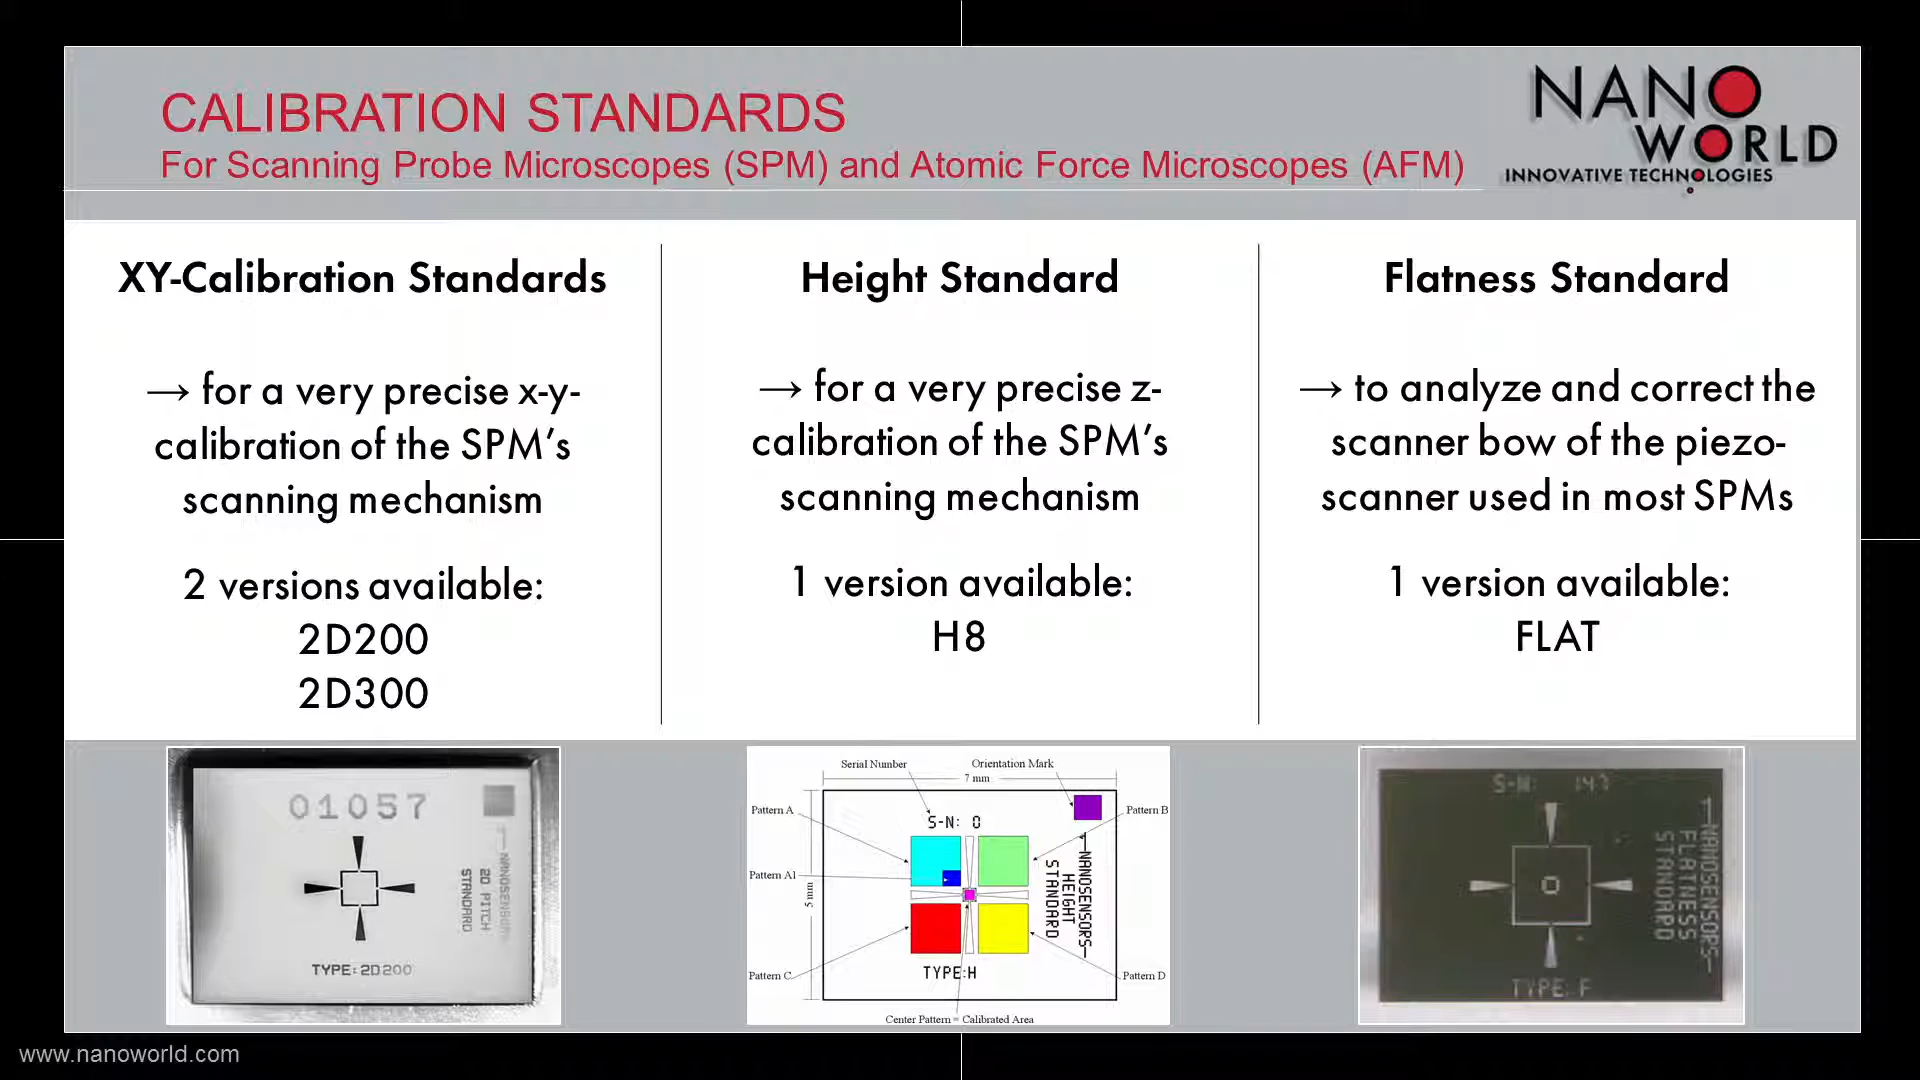 CALIBRATION STANDARDS
For Scanning Probe Microscopes (SPM) and Atomic Force Microscopes (AFM)
NANO
WORLD
INNOVATIVE TECHNOLOGIES
XY-Calibration Standards
→ for a very precise x-y-
calibration of the SPM’s
scanning mechanism
2 versions available:
2D200
2D300
Height Standard
→ for a very precise z-
calibration of the SPM’s
scanning mechanism
1 version available:
H8
Flatness Standard
→ to analyze and correct the
scanner bow of the piezo-
scanner used in most SPMs
1 version available:
FLAT
01057
NANOSENSORS
2D PITCH
STANDARD
TYPE:2D200
Serial Number
Orientation Mark
7 mm
Pattern A
Pattern B
S-N: 0
Pattern A1
5 mm
NANOSENSORS
HEIGHT
STANDARD
Pattern C
TYPE:H
Pattern D
Center Pattern = Calibrated Area
S-N: 147
NANOSENSORS
FLATNESS
STANDARD
TYPE: F
www.nanoworld.com